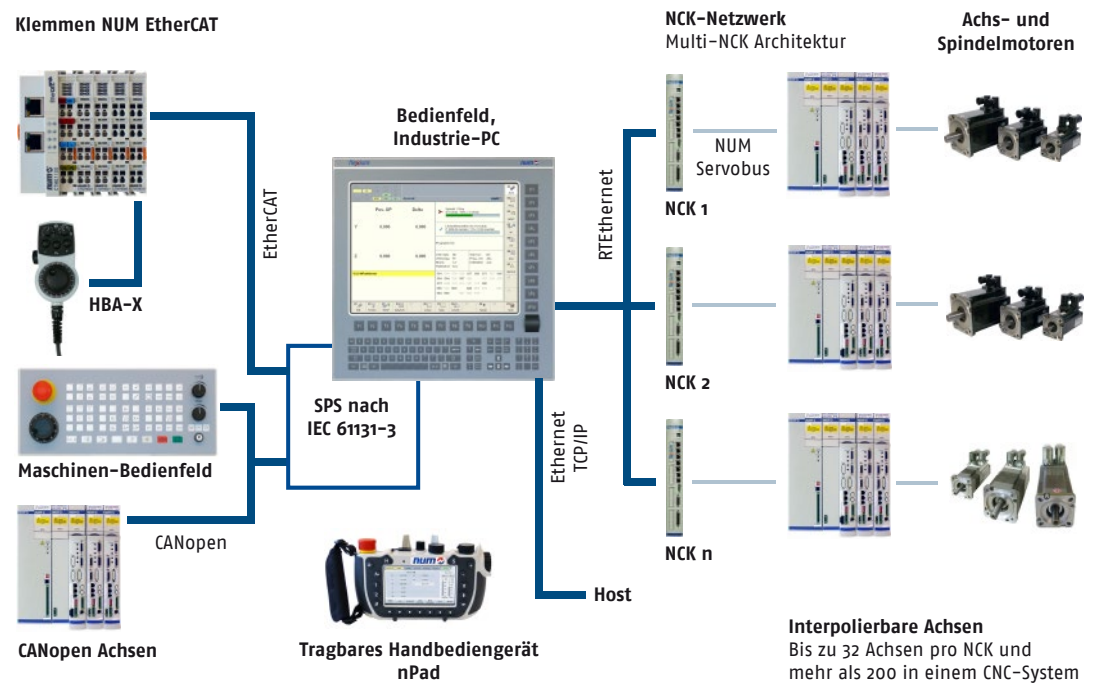 Klemmen NUM EtherCAT
NCK-Netzwerk
Multi-NCK Architektur
Achs- und
Spindelmotoren
Bedienfeld,
Industrie-PC
num
EtherCAT
RTEthernet
NUM
Servobus
NCK 1
HBA-X
NCK 2
SPS nach
IEC 61131-3
Ethernet
TCP/IP
Maschinen-Bedienfeld
CANopen
NCK n
num
Host
CANopen Achsen
Tragbares Handbediengerät
nPad
Interpolierbare Achsen
Bis zu 32 Achsen pro NCK und
mehr als 200 in einem CNC-System